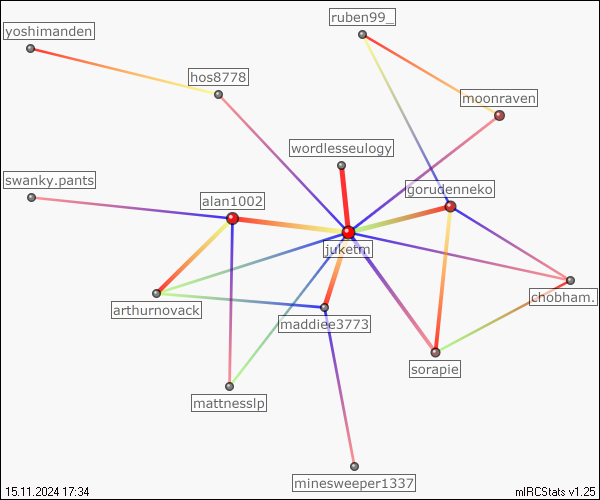 ruben99_
yoshimanden
hos8778
moonraven
wordlesseulogy
swanky.pants
gorudenneko
alan1002
juketm
chobham.
arthurnovack
maddiee3773
sorapie
mattnesslp
minesweeper1337
15.11.2024 17:34
mIRCStats v1.25